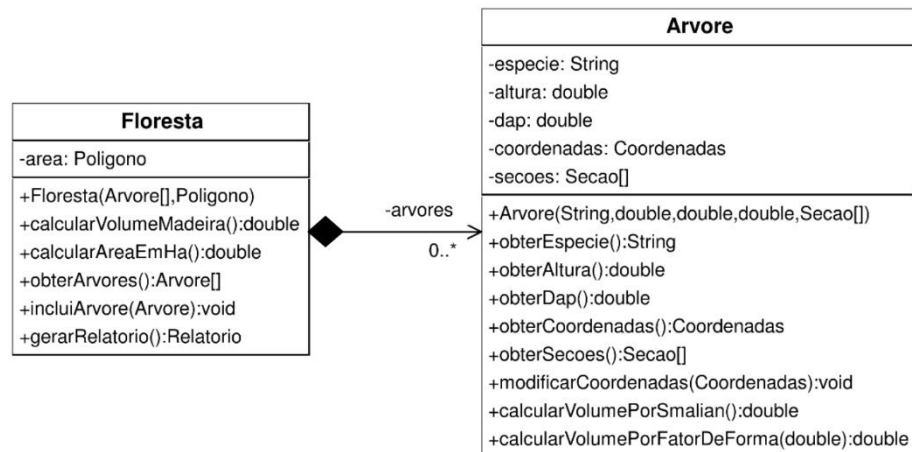 Floresta
-area: Poligono
+Floresta(Arvore[],Poligono)
+calcularVolumeMadeira():double
+calcularAreaEmHa():double
+obterArvores():Arvore[]
+incluiArvore(Arvore):void
+gerarRelatorio():Relatorio
-arvores
0..*
Arvore
-especie: String
-altura: double
-dap: double
-coordenadas: Coordenadas
-secoes: Secao[]
+Arvore(String,double,double,double,Secao[])
+obterEspecie():String
+obterAltura():double
+obterDap():double
+obterCoordenadas():Coordenadas
+obterSecoes():Secao[]
+modificarCoordenadas(Coordenadas):void
+calcularVolumePorSmalian():double
+calcularVolumePorFatorDeForma(double):double